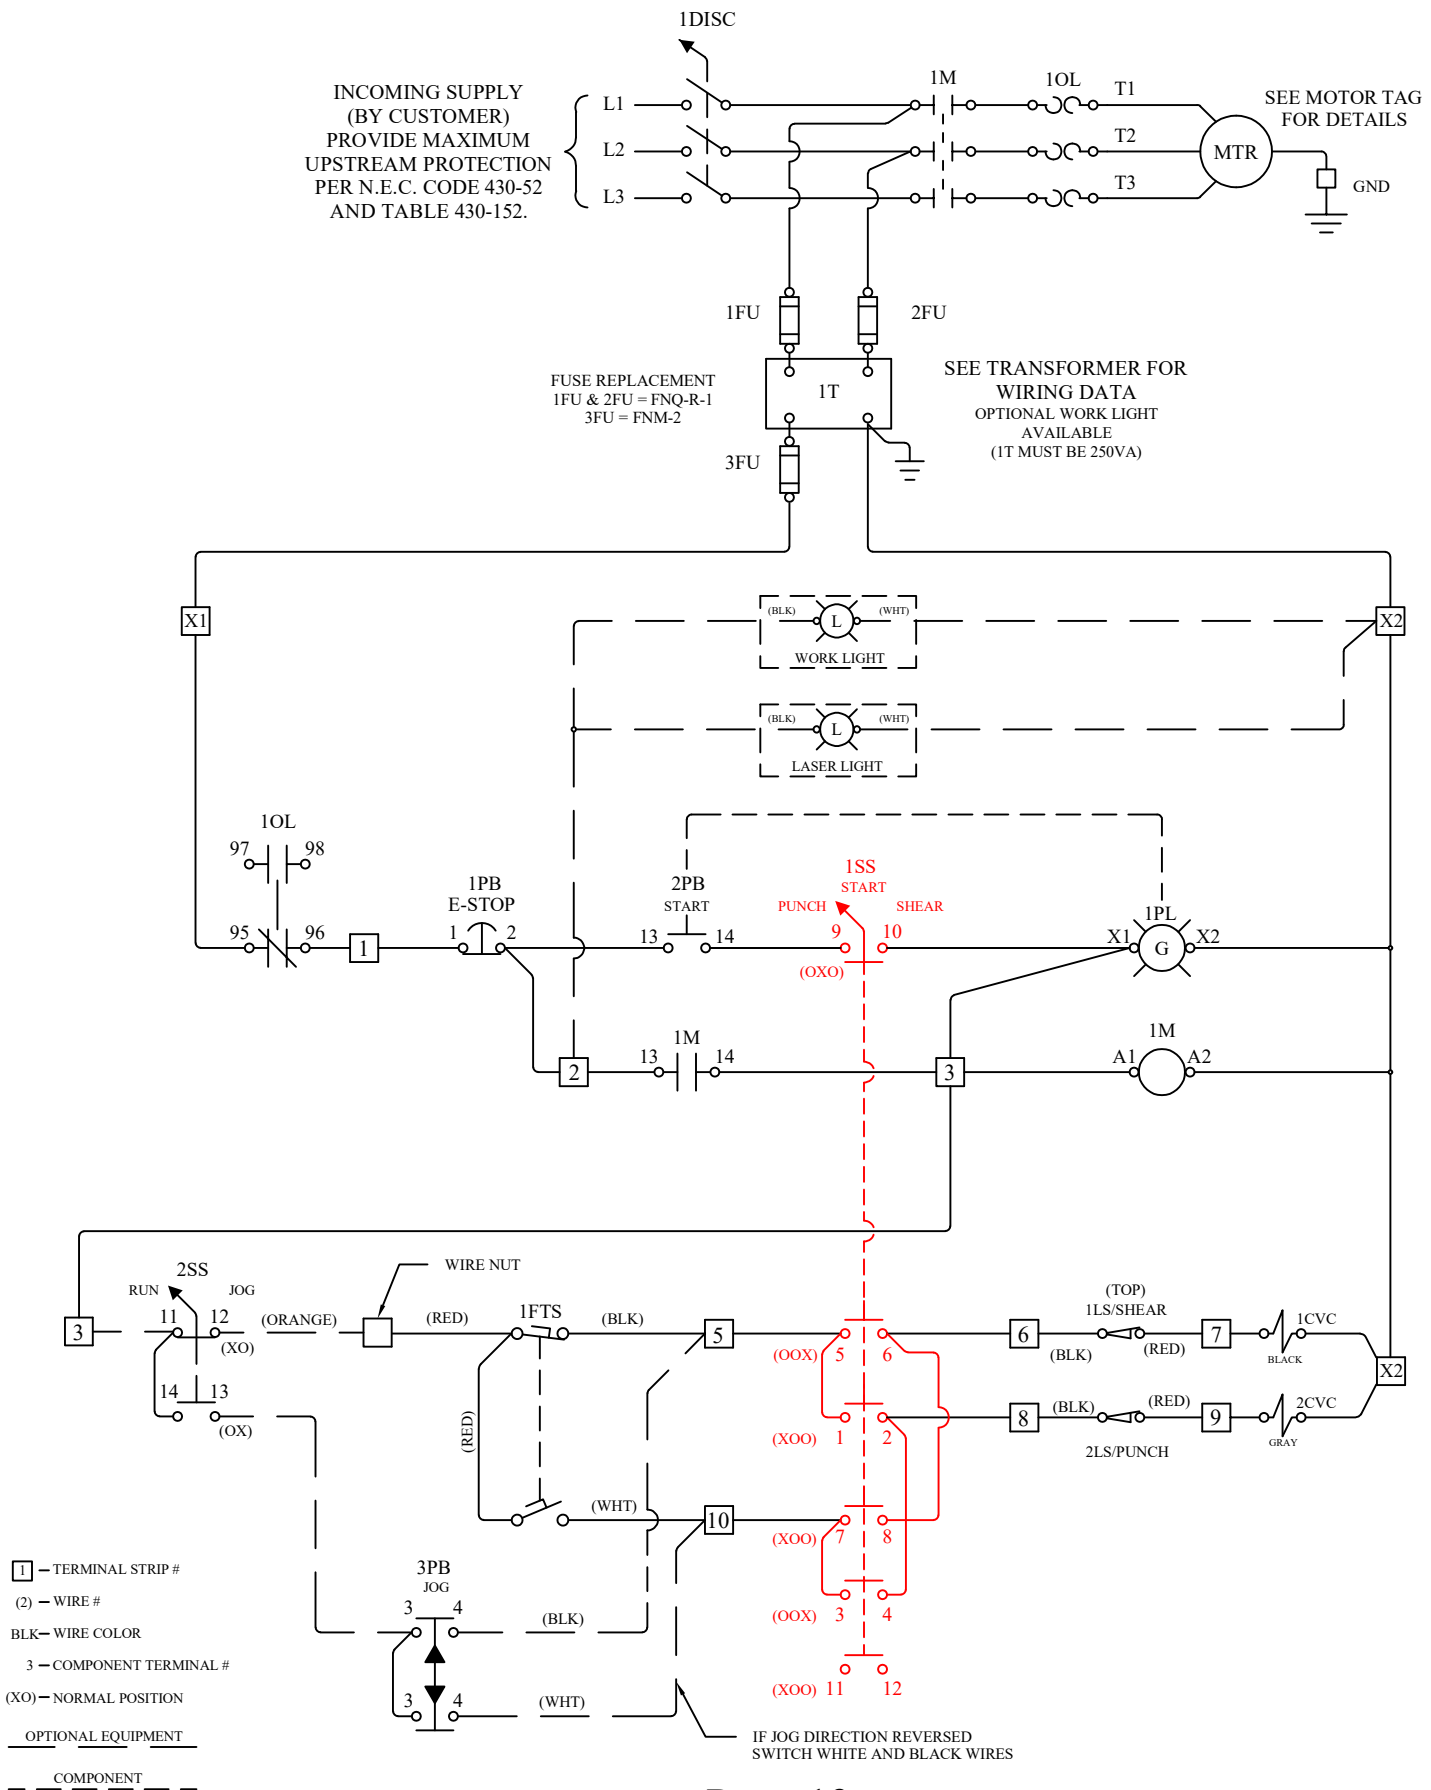 1DISC
INCOMING SUPPLY
(BY CUSTOMER)
PROVIDE MAXIMUM
UPSTREAM PROTECTION
PER N.E.C. CODE 430-52
AND TABLE 430-152.
L1
L2
L3
1M
1OL
T1
T2
T3
MTR
SEE MOTOR TAG
FOR DETAILS
GND
1FU
2FU
FUSE REPLACEMENT
1FU & 2FU = FNQ-R-1
3FU = FNM-2
1T
SEE TRANSFORMER FOR
WIRING DATA
OPTIONAL WORK LIGHT
AVAILABLE
(1T MUST BE 250VA)
3FU
X1
(BLK)
L
(WHT)
WORK LIGHT
X2
(BLK)
L
(WHT)
LASER LIGHT
1OL
97
98
95
96
1
1PB
E-STOP
1
2
2PB
START
13
14
1SS
START
PUNCH
SHEAR
9
10
(OXO)
1PL
X1
G
X2
2
1M
13
14
3
1M
A1
A2
WIRE NUT
2SS
RUN
JOG
3
11
12
(ORANGE)
(XO)
14
13
(OX)
(RED)
1FTS
(BLK)
5
(RED)
(WHT)
10
(OOX)
5
6
(XOO)
1
2
(XOO)
7
8
(OOX)
3
4
(XOO)
11
12
6
(TOP)
1LS/SHEAR
(BLK)
(RED)
7
1CVC
BLACK
X2
8
(BLK)
(RED)
9
2CVC
GRAY
2LS/PUNCH
3PB
JOG
3
4
(BLK)
3
4
(WHT)
IF JOG DIRECTION REVERSED
SWITCH WHITE AND BLACK WIRES
1 – TERMINAL STRIP #
(2) – WIRE #
BLK – WIRE COLOR
3 – COMPONENT TERMINAL #
(XO) – NORMAL POSITION
OPTIONAL EQUIPMENT
COMPONENT